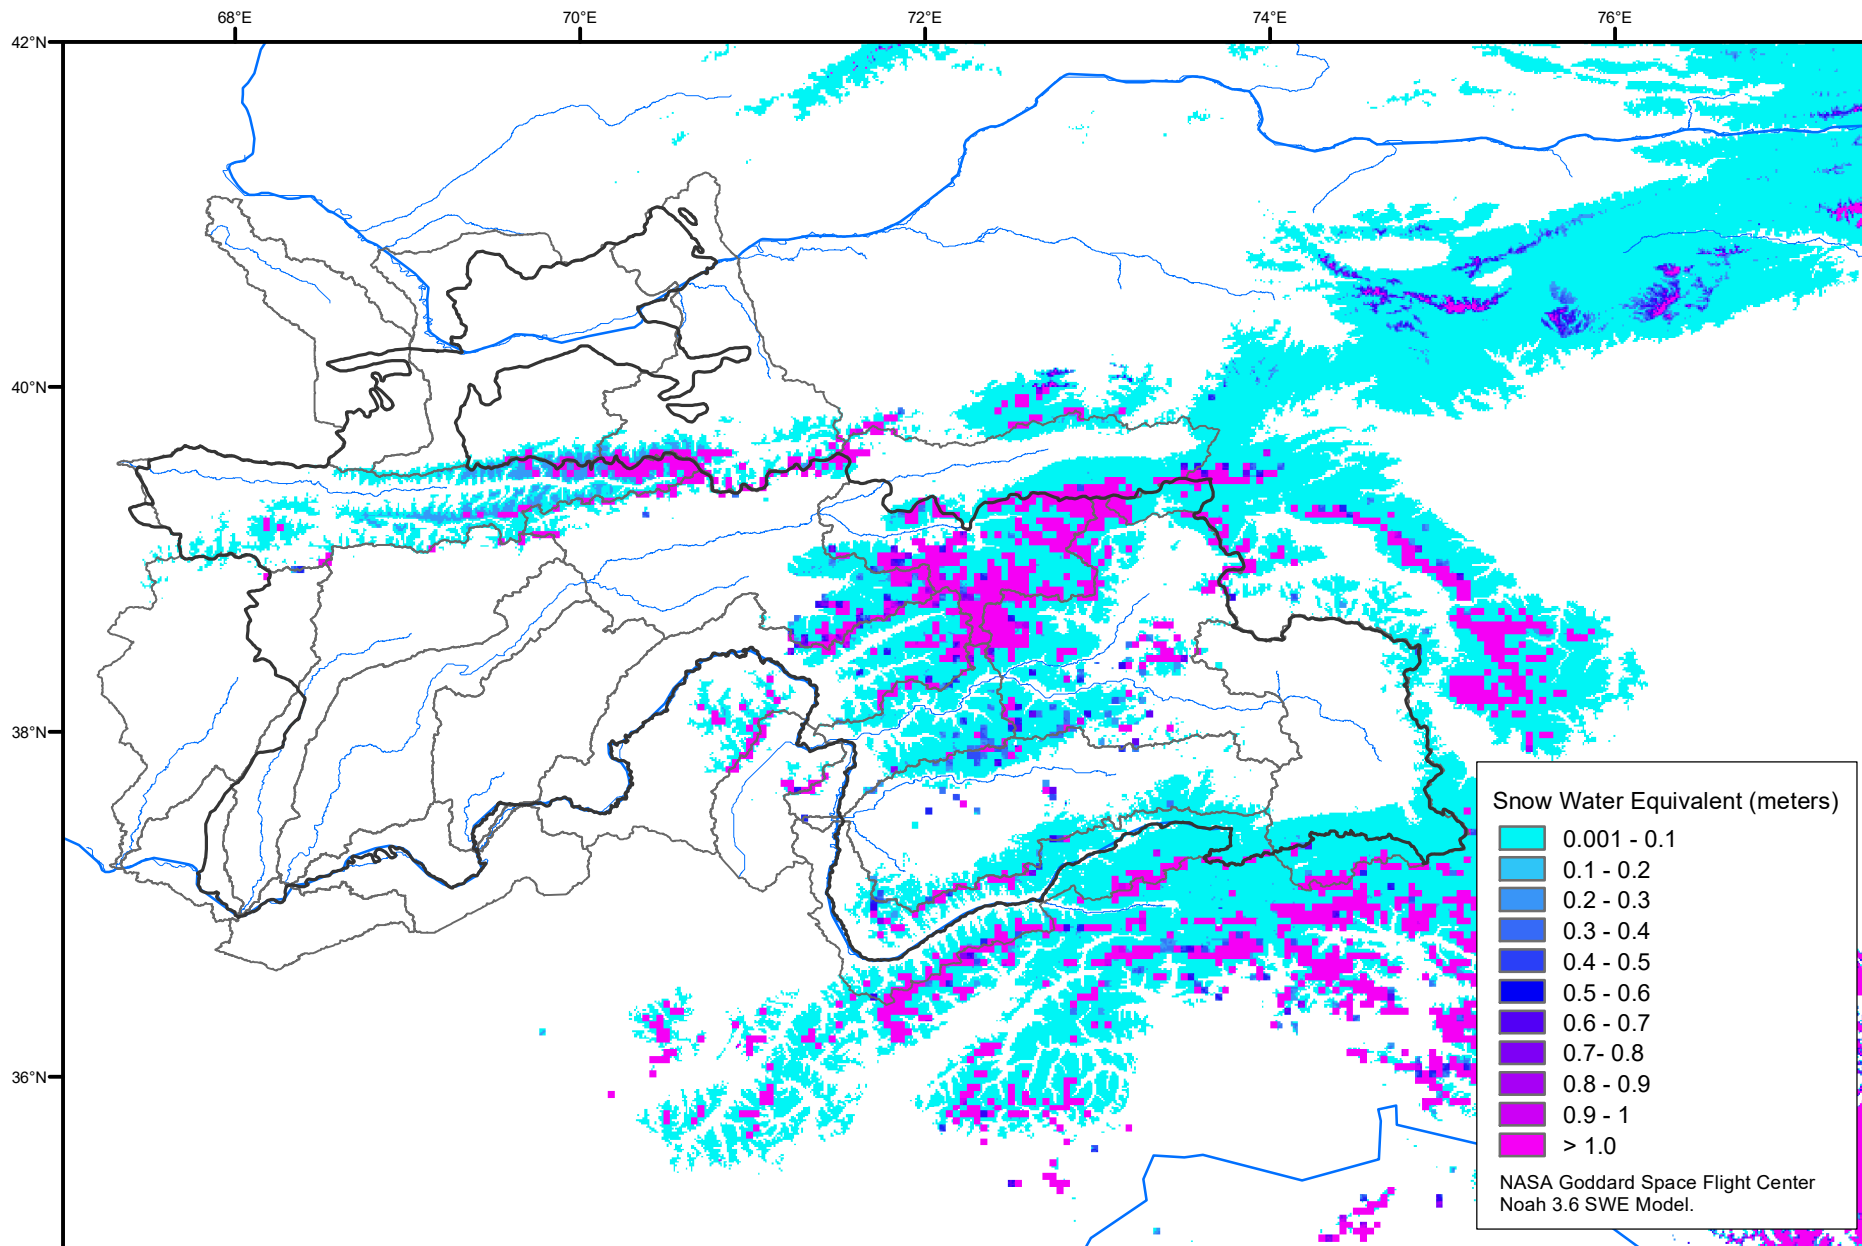 68°E 70°E 72°E 74°E 76°E
42°N
40°N
38°N
36°N
Snow Water Equivalent (meters)
0.001 - 0.1
0.1 - 0.2
0.2 - 0.3
0.3 - 0.4
0.4 - 0.5
0.5 - 0.6
0.6 - 0.7
0.7- 0.8
0.8 - 0.9
0.9 - 1
> 1.0
NASA Goddard Space Flight Center
Noah 3.6 SWE Model.